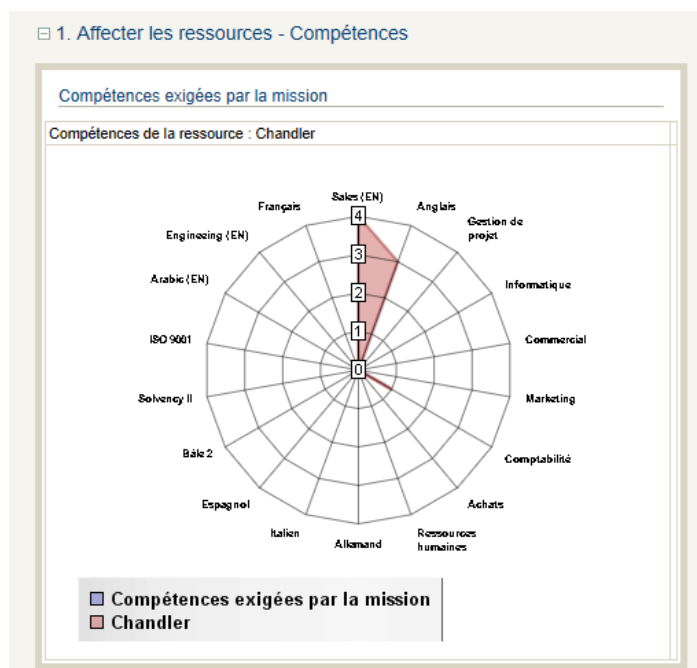 1. Affecter les ressources - Compétences
Compétences exigées par la mission
Compétences de la ressource : Chandler
Sales (EN)
Anglais
Gestion de
projet
Informatique
Commercial
Marketing
Comptabilité
Achats
Ressources
humaines
Allemand
Italien
Espagnol
Bâle 2
Solvency II
ISO 9001
Arabic (EN)
Engineeing (EN)
Français
4
3
2
1
0
Compétences exigées par la mission
Chandler